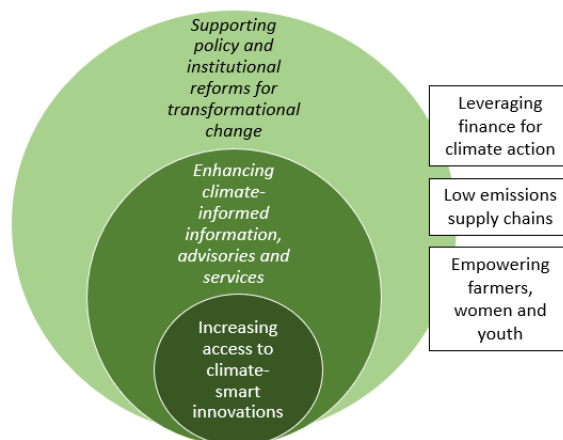 Supporting
policy and
institutional
reforms for
transformational
change
Enhancing
climate-
informed
information,
advisories and
services
Increasing
access to
climate-
smart
innovations
Leveraging
finance for
climate action
Low emissions
supply chains
Empowering
farmers,
women and
youth